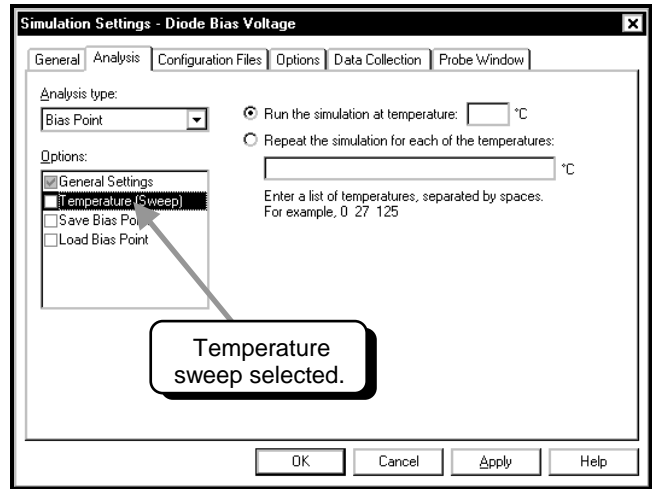 Simulation Settings - Diode Bias Voltage
General Analysis Configuration Files Options Data Collection Probe Window
Analysis type:
Bias Point
Options:
General Settings
Temperature (Sweep)
Save Bias Po
Load Bias Point
Run the simulation at temperature: °C
Repeat the simulation for each of the temperatures:
°C
Enter a list of temperatures, separated by spaces.
For example, 0 27 125
Temperature
sweep selected.
OK Cancel Apply Help